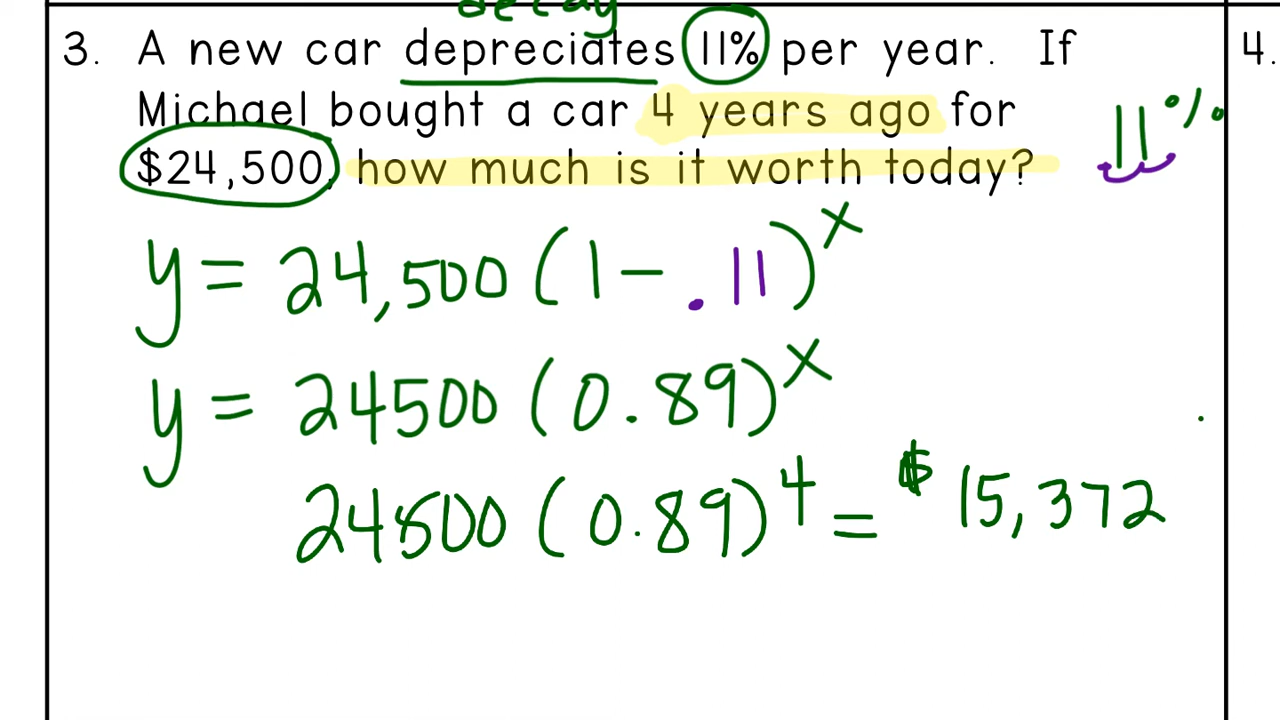 decay
3. A new car depreciates 11% per year. If
Michael bought a car 4 years ago for
$24,500, how much is it worth today?
4.
11%
y = 24,500 (1 - .11)^x
y = 24500 (0.89)^x
24500 (0.89)^4 = $15,372